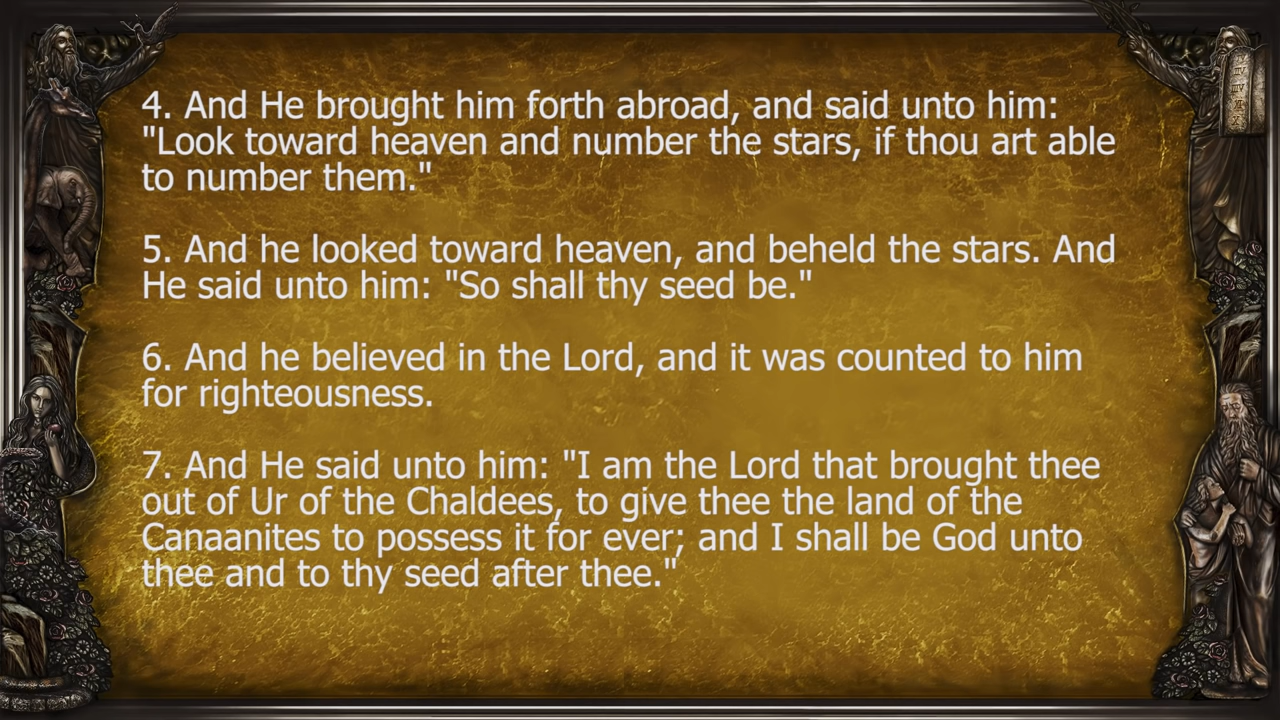 4. And He brought him forth abroad, and said unto him:
"Look toward heaven and number the stars, if thou art able
to number them."
5. And he looked toward heaven, and beheld the stars. And
He said unto him: "So shall thy seed be."
6. And he believed in the Lord, and it was counted to him
for righteousness.
7. And He said unto him: "I am the Lord that brought thee
out of Ur of the Chaldees, to give thee the land of the
Canaanites to possess it for ever; and I shall be God unto
thee and to thy seed after thee."